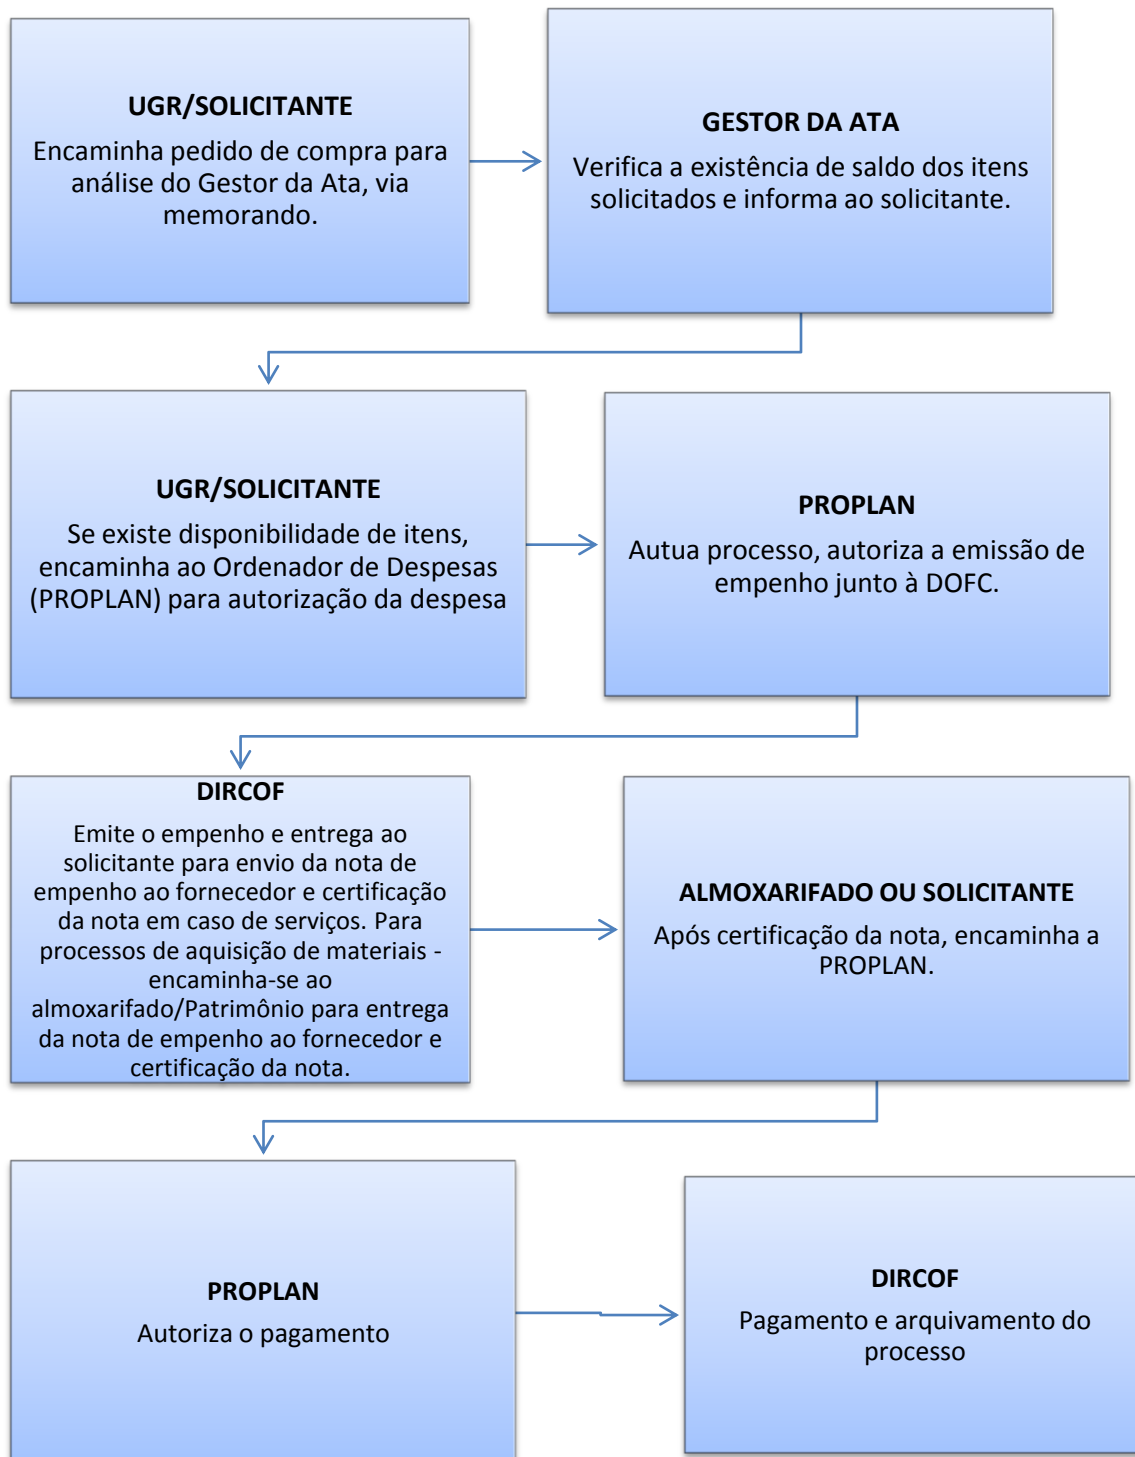 UGR/SOLICITANTE
Encaminha pedido de compra para
análise do Gestor da Ata, via
memorando.
GESTOR DA ATA
Verifica a existência de saldo dos itens
solicitados e informa ao solicitante.
UGR/SOLICITANTE
Se existe disponibilidade de itens,
encaminha ao Ordenador de Despesas
(PROPLAN) para autorização da despesa
PROPLAN
Autua processo, autoriza a emissão de
empenho junto à DOFC.
DIRCOF
Emite o empenho e entrega ao
solicitante para envio da nota de
empenho ao fornecedor e certificação
da nota em caso de serviços. Para
processos de aquisição de materiais -
encaminha-se ao
almoxarifado/Patrimônio para entrega
da nota de empenho ao fornecedor e
certificação da nota.
ALMOXARIFADO OU SOLICITANTE
Após certificação da nota, encaminha a
PROPLAN.
PROPLAN
Autoriza o pagamento
DIRCOF
Pagamento e arquivamento do
processo